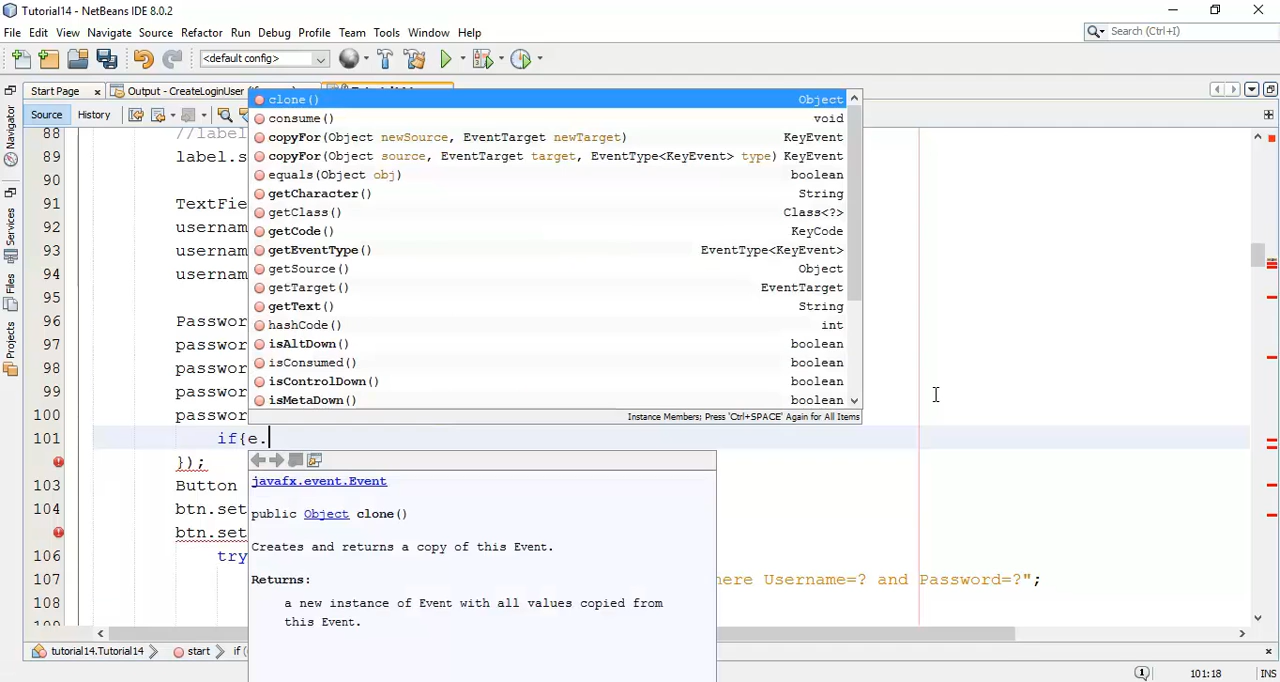 Tutorial14 - NetBeans IDE 8.0.2
File Edit View Navigate Source Refactor Run Debug Profile Team Tools Window Help
Search (Ctrl+I)
<default config>
Start Page
Output - CreateLoginUser
Source History
Navigator
Services
Files
Projects
88 //label
89 label.s
90
91 TextFie
92 usernam
93 usernam
94 usernam
95
96 Passwor
97 passwor
98 passwor
99 passwor
100 passwor
101 if{e.
});
103 Button
104 btn.set
btn.set
106 try
107 here Username=? and Password=?";
108
109
clone() Object
consume() void
copyFor(Object newSource, EventTarget newTarget) KeyEvent
copyFor(Object source, EventTarget target, EventType<KeyEvent> type) KeyEvent
equals(Object obj) boolean
getCharacter() String
getClass() Class<?>
getCode() KeyCode
getEventType() EventType<KeyEvent>
getSource() Object
getTarget() EventTarget
getText() String
hashCode() int
isAltDown() boolean
isConsumed() boolean
isControlDown() boolean
isMetaDown() boolean
Instance Members; Press 'Ctrl+SPACE' Again for All Items
javafx.event.Event
public Object clone()
Creates and returns a copy of this Event.
Returns:
a new instance of Event with all values copied from
this Event.
tutorial14.Tutorial14 start if (
1
101:18 INS